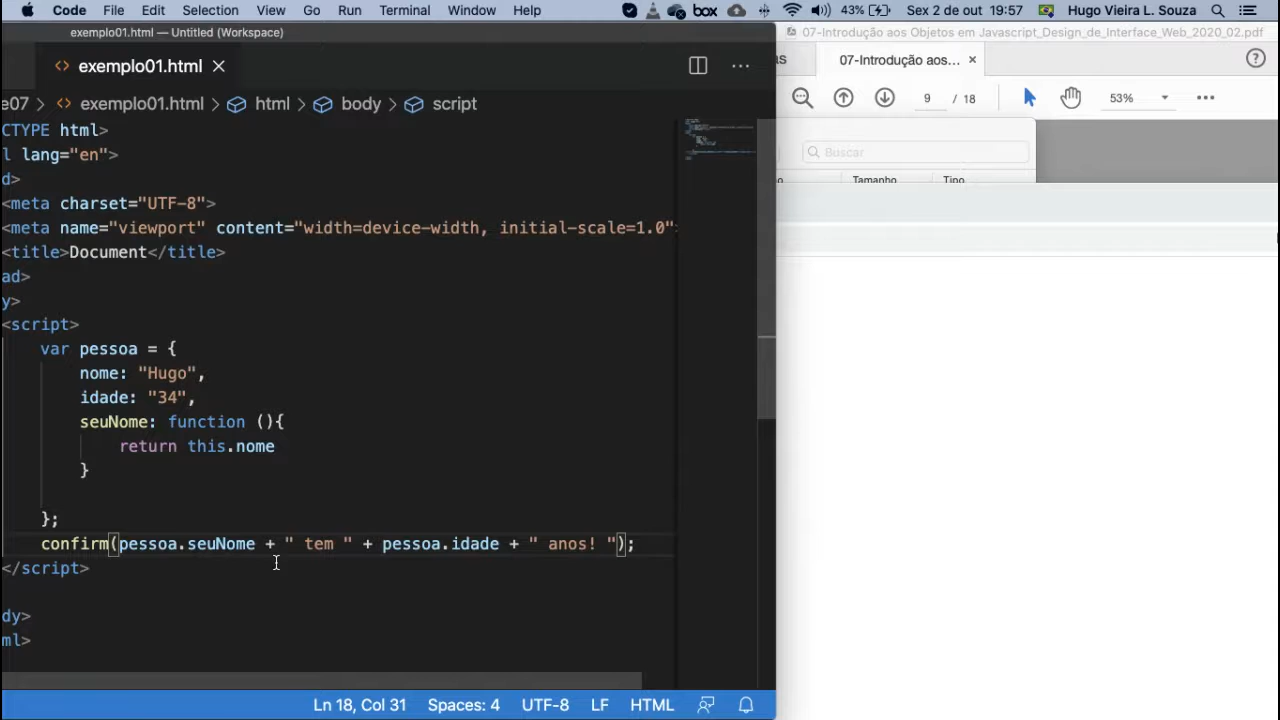 Code File Edit Selection View Go Run Terminal Window Help box 43% Sex 2 de out 19:57 Hugo Vieira L. Souza
exemplo01.html — Untitled (Workspace)
07-Introdução aos Objetos em Javascript_Design_de_Interface_Web_2020_02.pdf
exemplo01.html
as 07-Introdução aos...
9 / 18 53%
e07 > exemplo01.html > html > body > script
CTYPE html>
l lang="en">
d>
<meta charset="UTF-8">
<meta name="viewport" content="width=device-width, initial-scale=1.0"
<title>Document</title>
ad>
y>
<script>
var pessoa = {
nome: "Hugo",
idade: "34",
seuNome: function (){
return this.nome
}
};
confirm(pessoa.seuNome + " tem " + pessoa.idade + " anos! ");
</script>
dy>
ml>
Buscar
Tamanho Tipo
Ln 18, Col 31 Spaces: 4 UTF-8 LF HTML